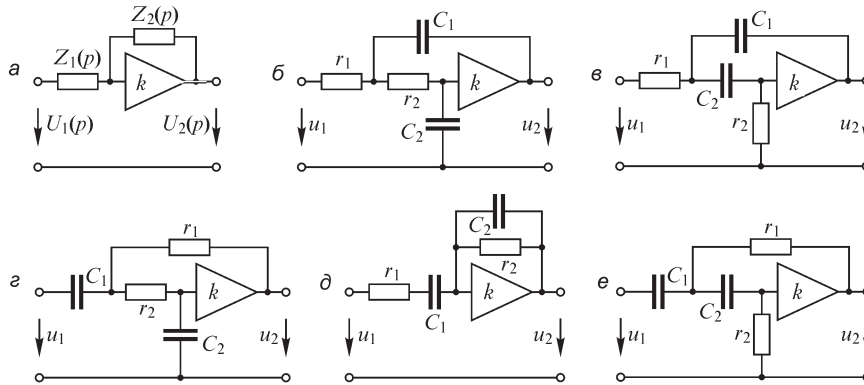 а Z₁(p) Z₂(p) k U₁(p) U₂(p)
б r₁ C₁ r₂ k C₂ u₁ u₂
в r₁ C₁ C₂ k r₂ u₁ u₂
г C₁ r₁ r₂ k C₂ u₁ u₂
д r₁ C₁ C₂ r₂ k u₁ u₂
е C₁ r₁ C₂ k r₂ u₁ u₂